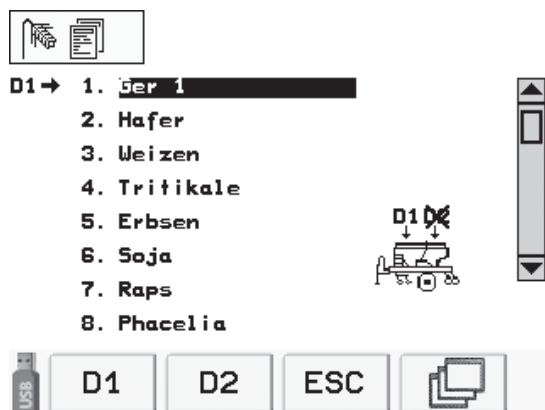 D1→ 1. Ger 1
2. Hafer
3. Weizen
4. Tritikale
5. Erbsen
D1 D2
6. Soja
7. Raps
8. Phacelia
USB D1 D2 ESC